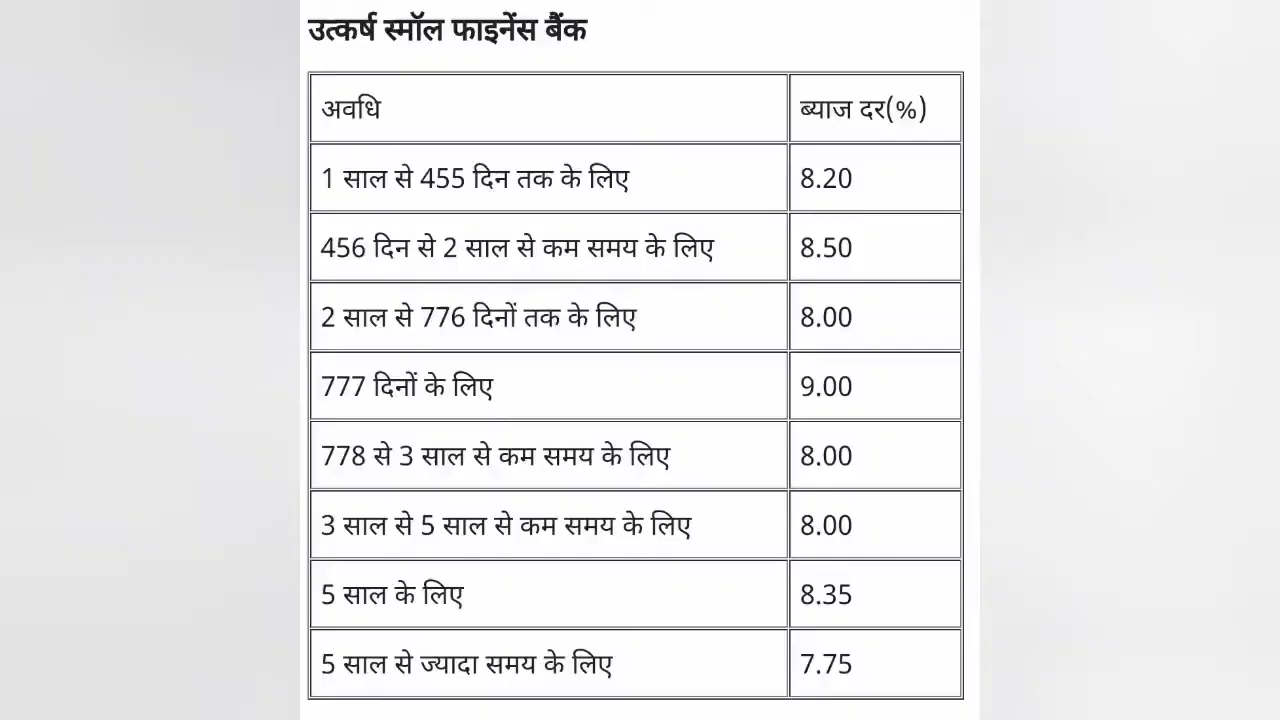 उत्कर्ष स्मॉल फाइनेंस बैंक
अवधि ब्याज दर(%)
1 साल से 455 दिन तक के लिए 8.20
456 दिन से 2 साल से कम समय के लिए 8.50
2 साल से 776 दिनों तक के लिए 8.00
777 दिनों के लिए 9.00
778 से 3 साल से कम समय के लिए 8.00
3 साल से 5 साल से कम समय के लिए 8.00
5 साल के लिए 8.35
5 साल से ज्यादा समय के लिए 7.75